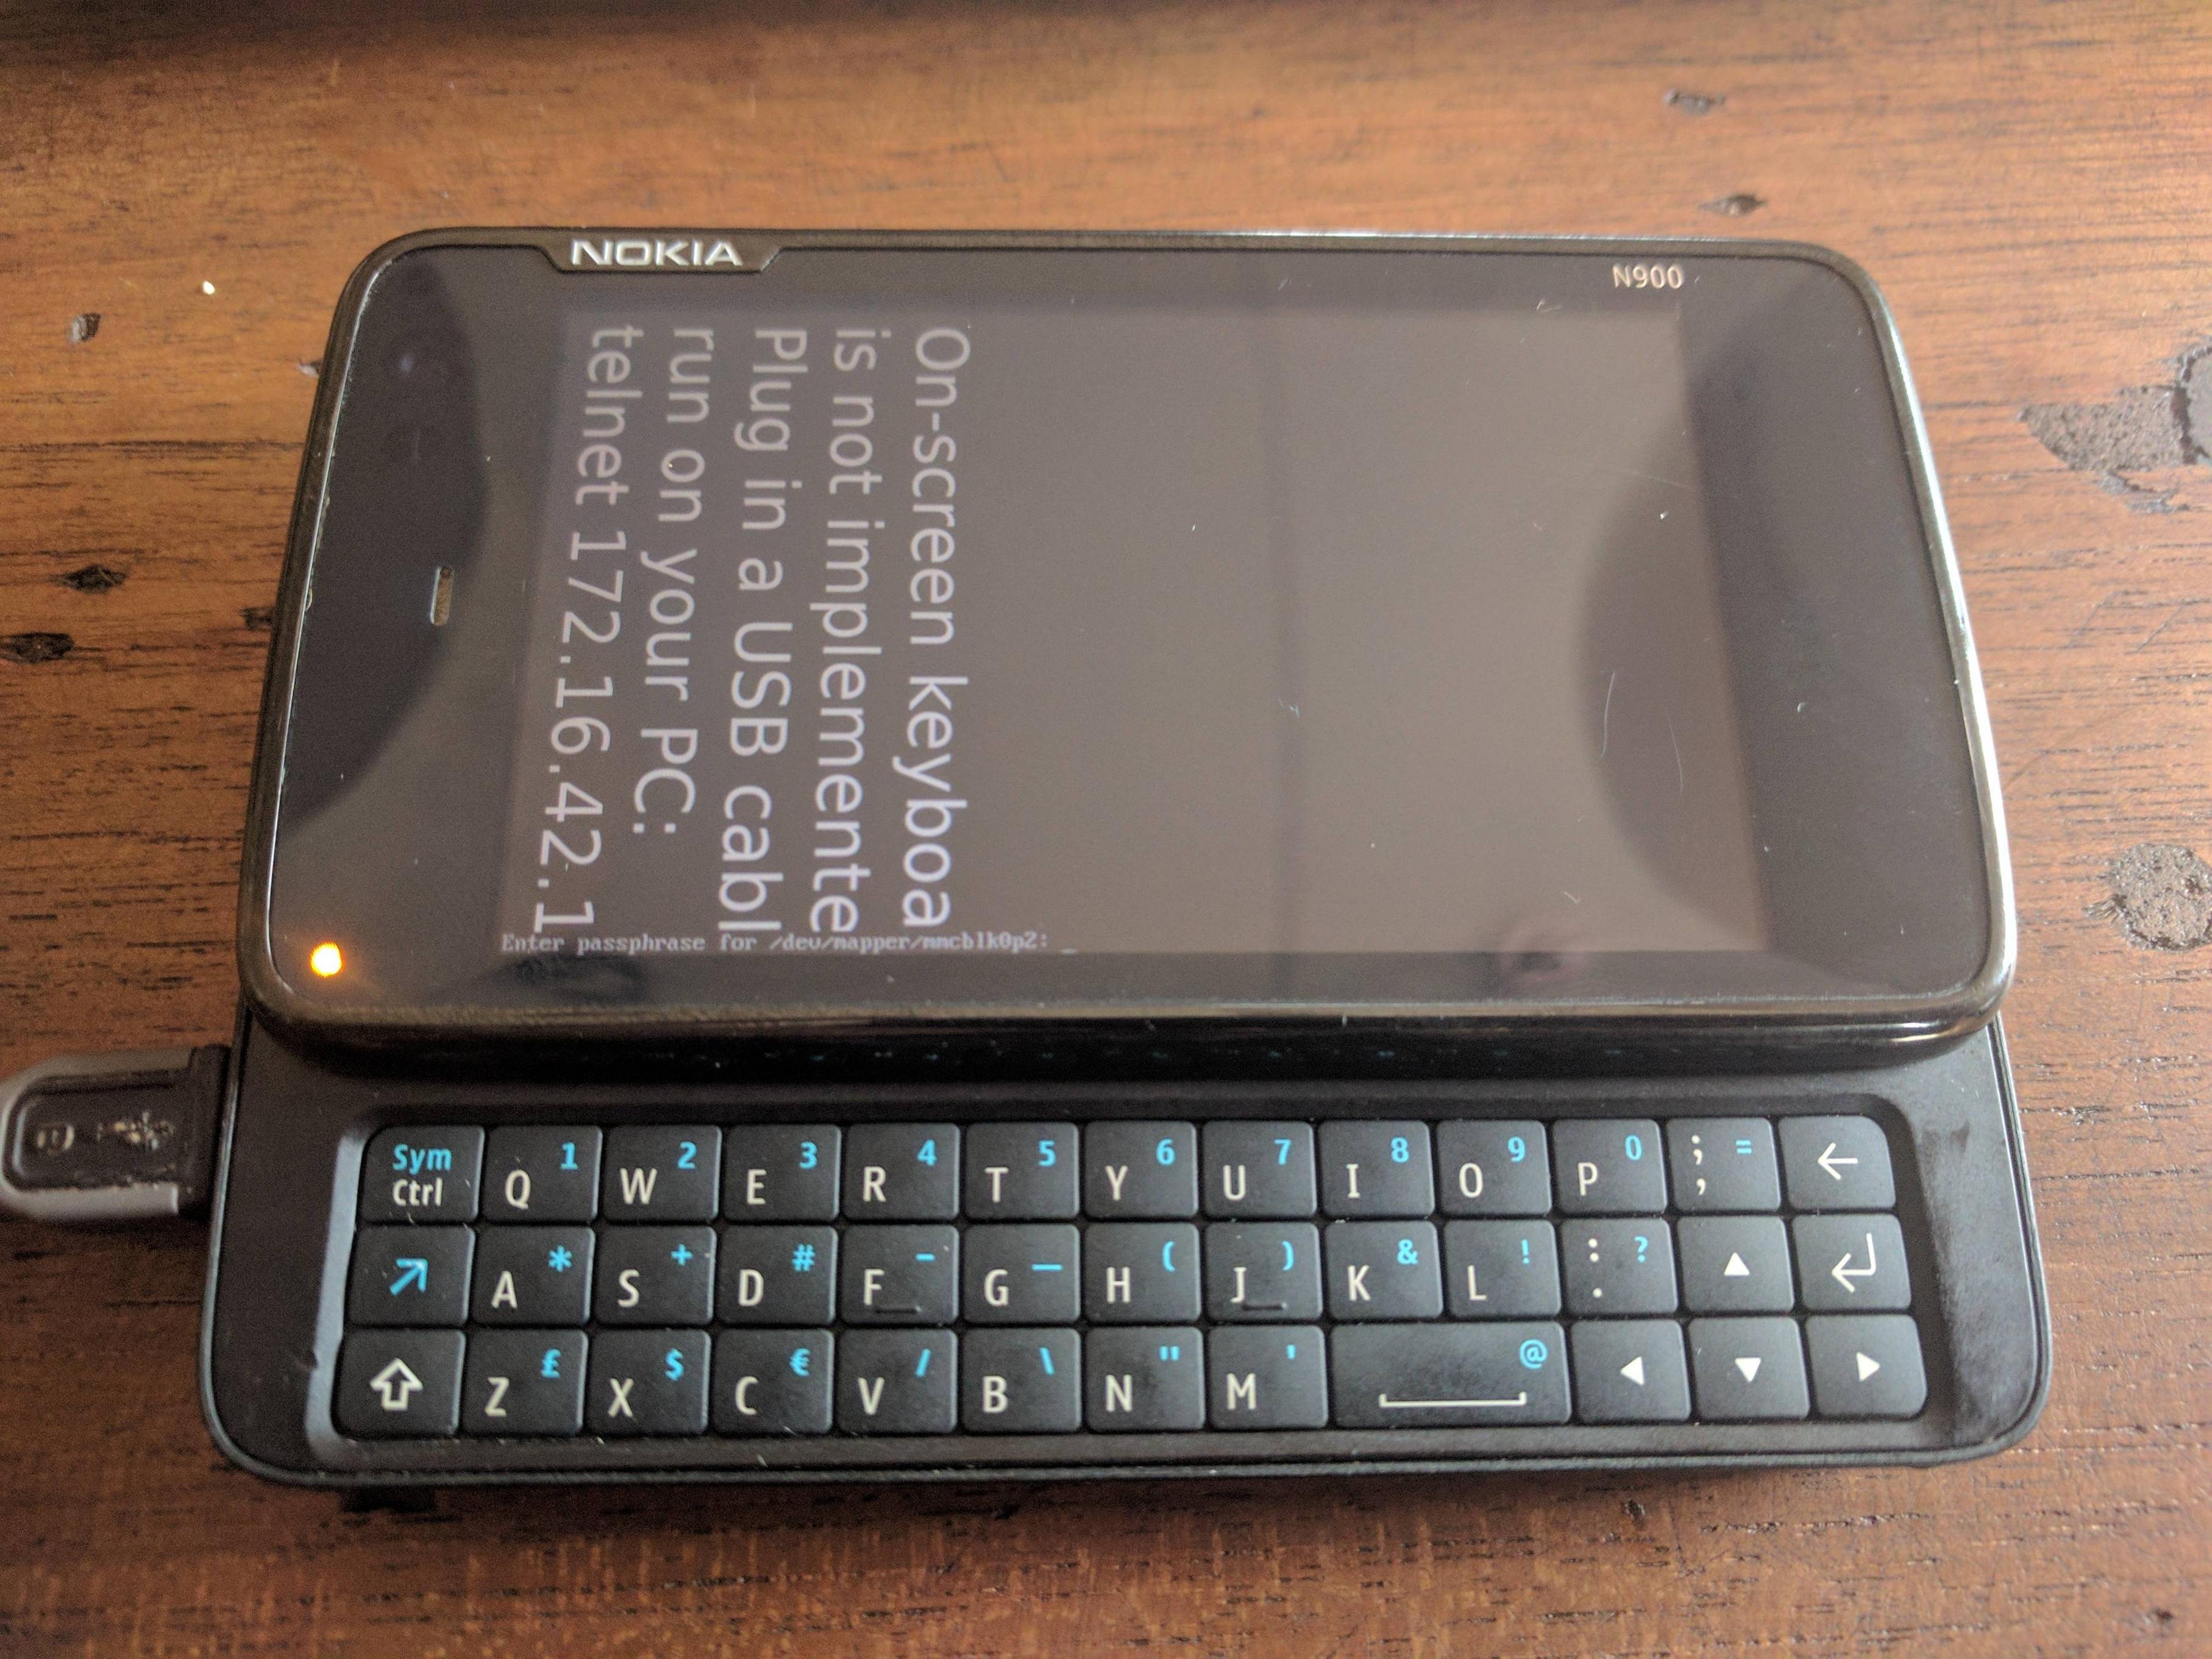 NOKIA
N900
On-screen keyboa
is not implemente
Plug in a USB cabl
run on your PC:
telnet 172.16.42.1
Enter passphrase for /dev/mapper/mmcblk0p2: _
Sym Ctrl Q 1 W 2 E 3 R 4 T 5 Y 6 U 7 I 8 O 9 P 0 ; , = ←
↗ A * S + D # F - G _ H ( J ) K & L ! : . ? ▲ ↵
⇧ Z £ X $ C € V / B \ N " M ' @ ◀ ▼ ▶